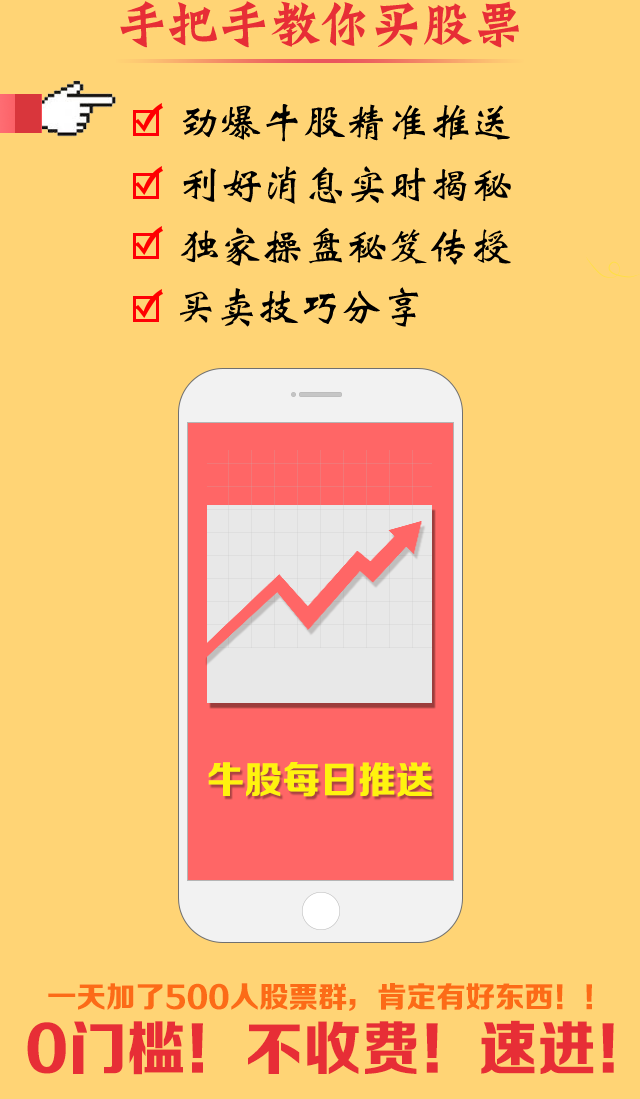 手把手教你买股票
劲爆牛股精准推送
利好消息实时揭秘
独家操盘秘笈传授
买卖技巧分享
牛股每日推送
一天加了500人股票群，肯定有好东西！！
0门槛！不收费！速进！